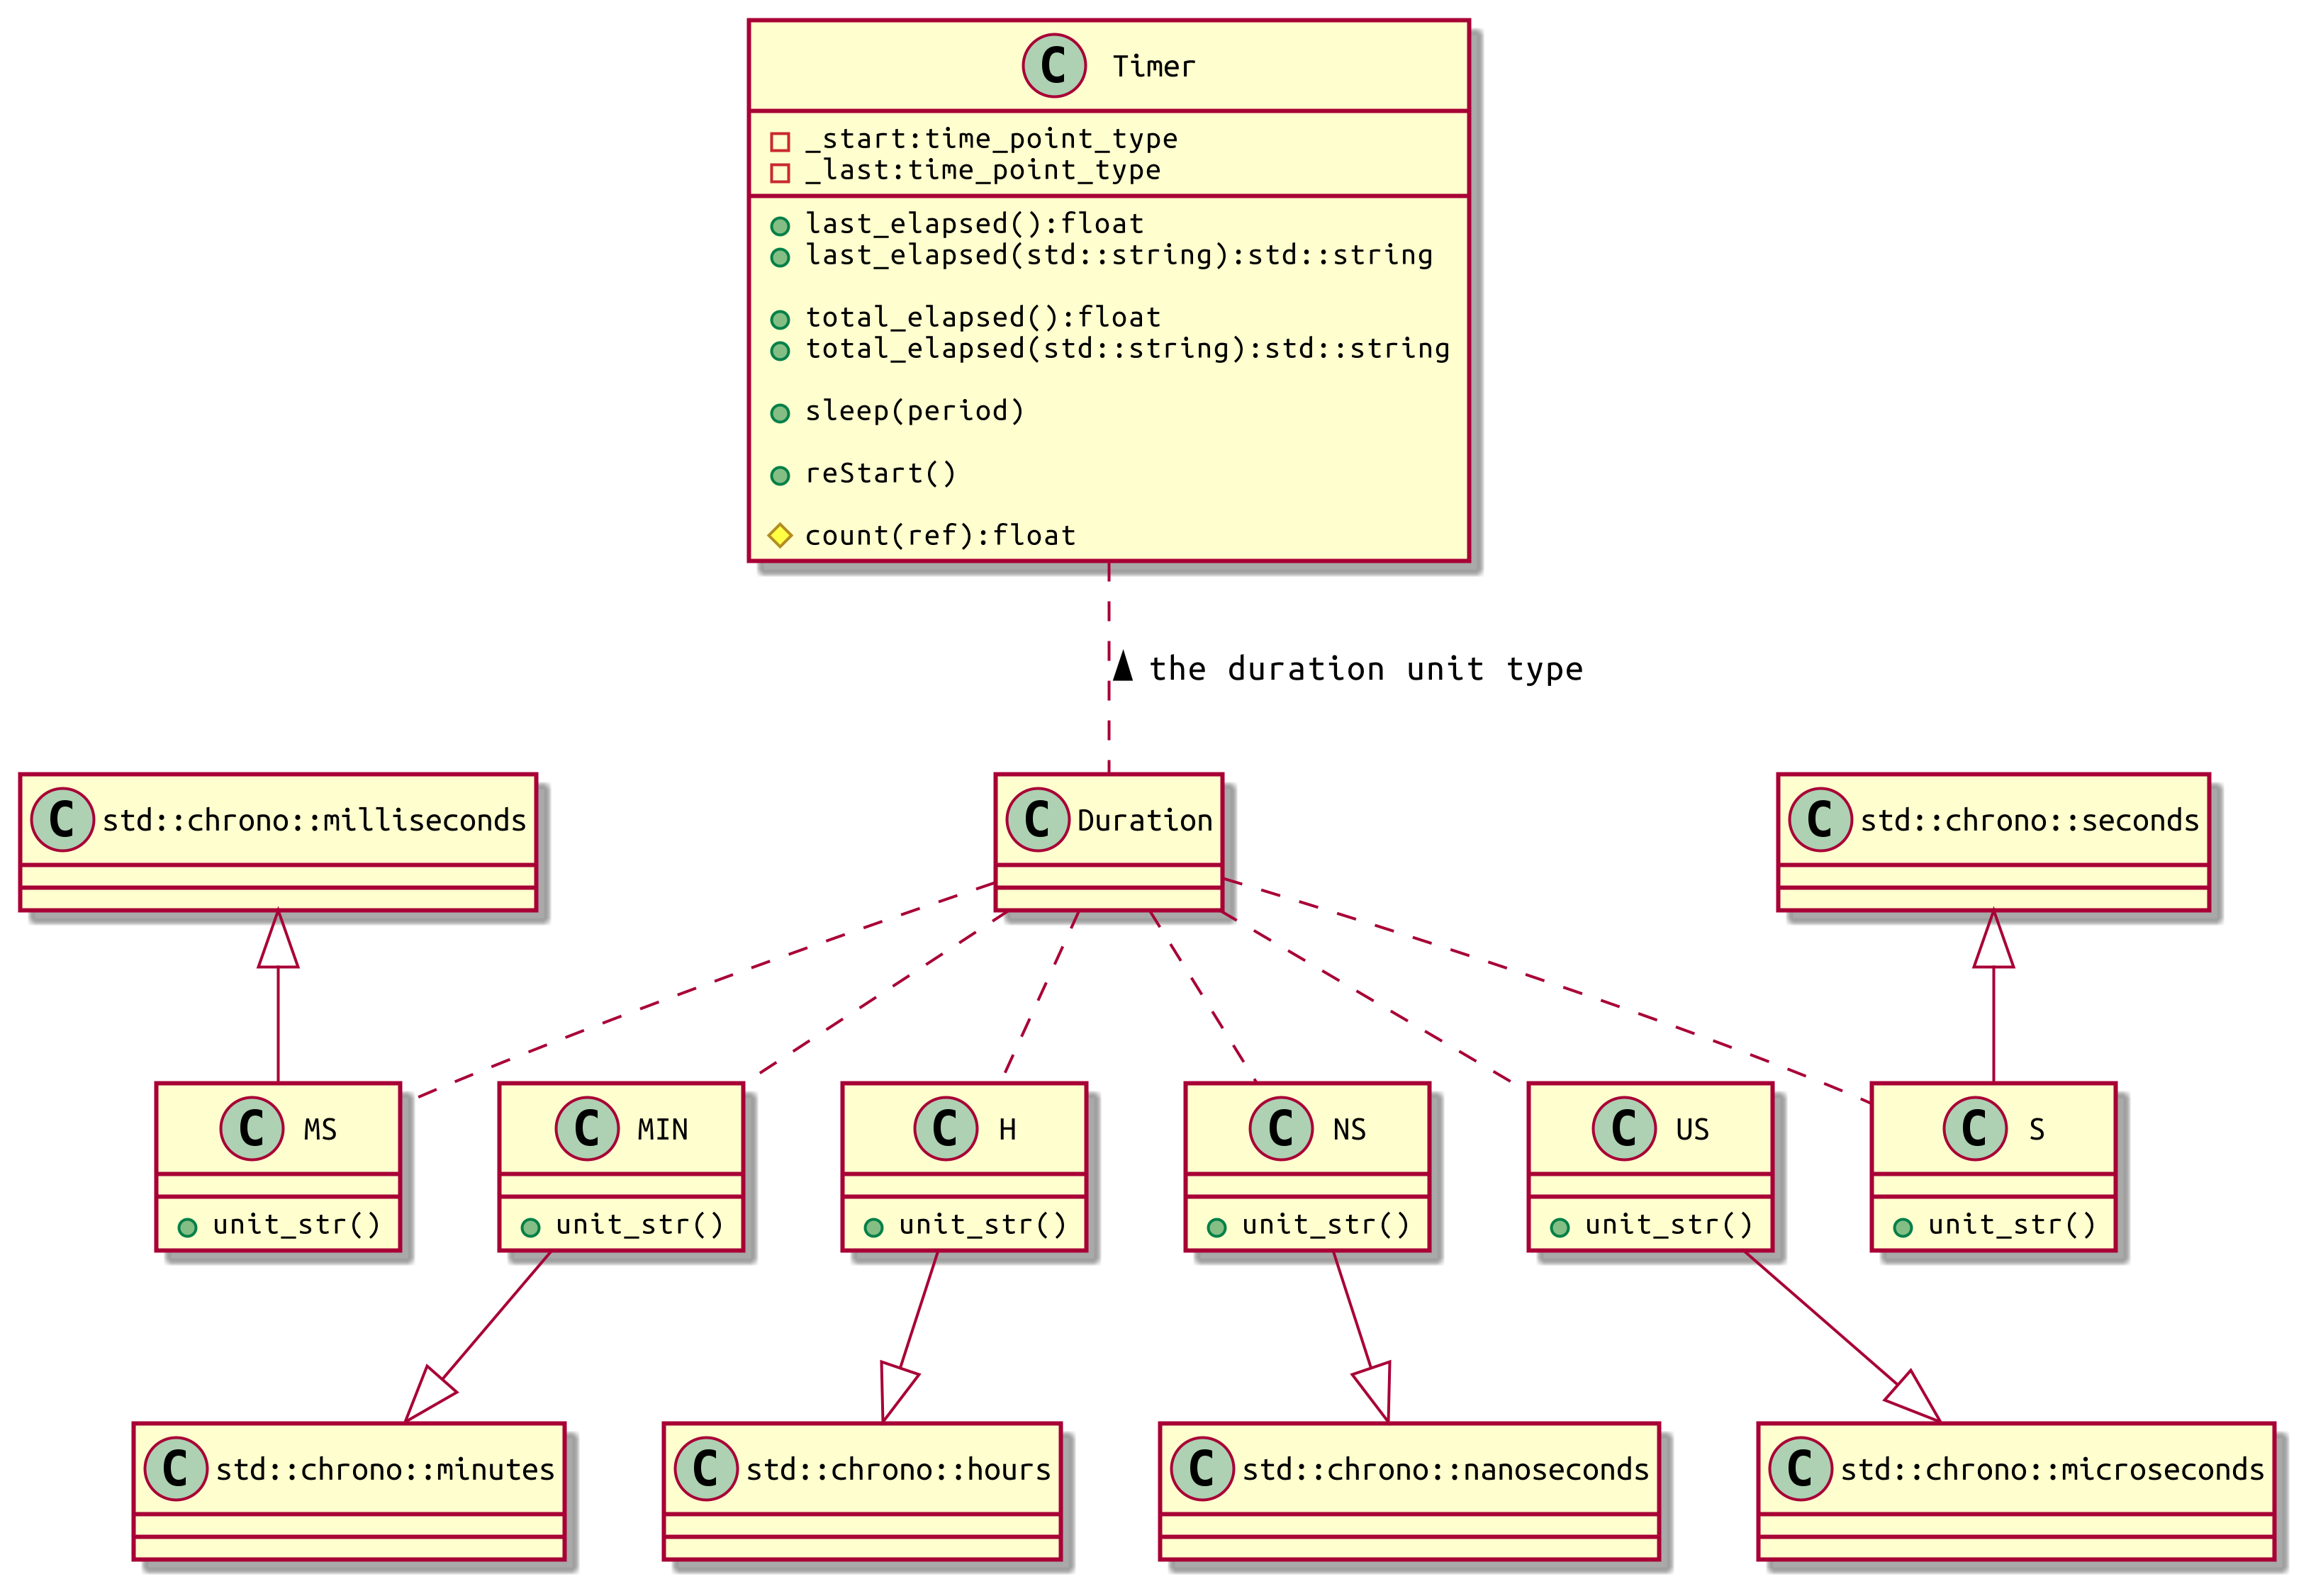 C Timer
_start:time_point_type
_last:time_point_type
last_elapsed():float
last_elapsed(std::string):std::string
total_elapsed():float
total_elapsed(std::string):std::string
sleep(period)
reStart()
count(ref):float
the duration unit type
C std::chrono::milliseconds
C Duration
C std::chrono::seconds
C MS
C MIN
C H
C NS
C US
C S
unit_str()
unit_str()
unit_str()
unit_str()
unit_str()
unit_str()
C std::chrono::minutes
C std::chrono::hours
C std::chrono::nanoseconds
C std::chrono::microseconds